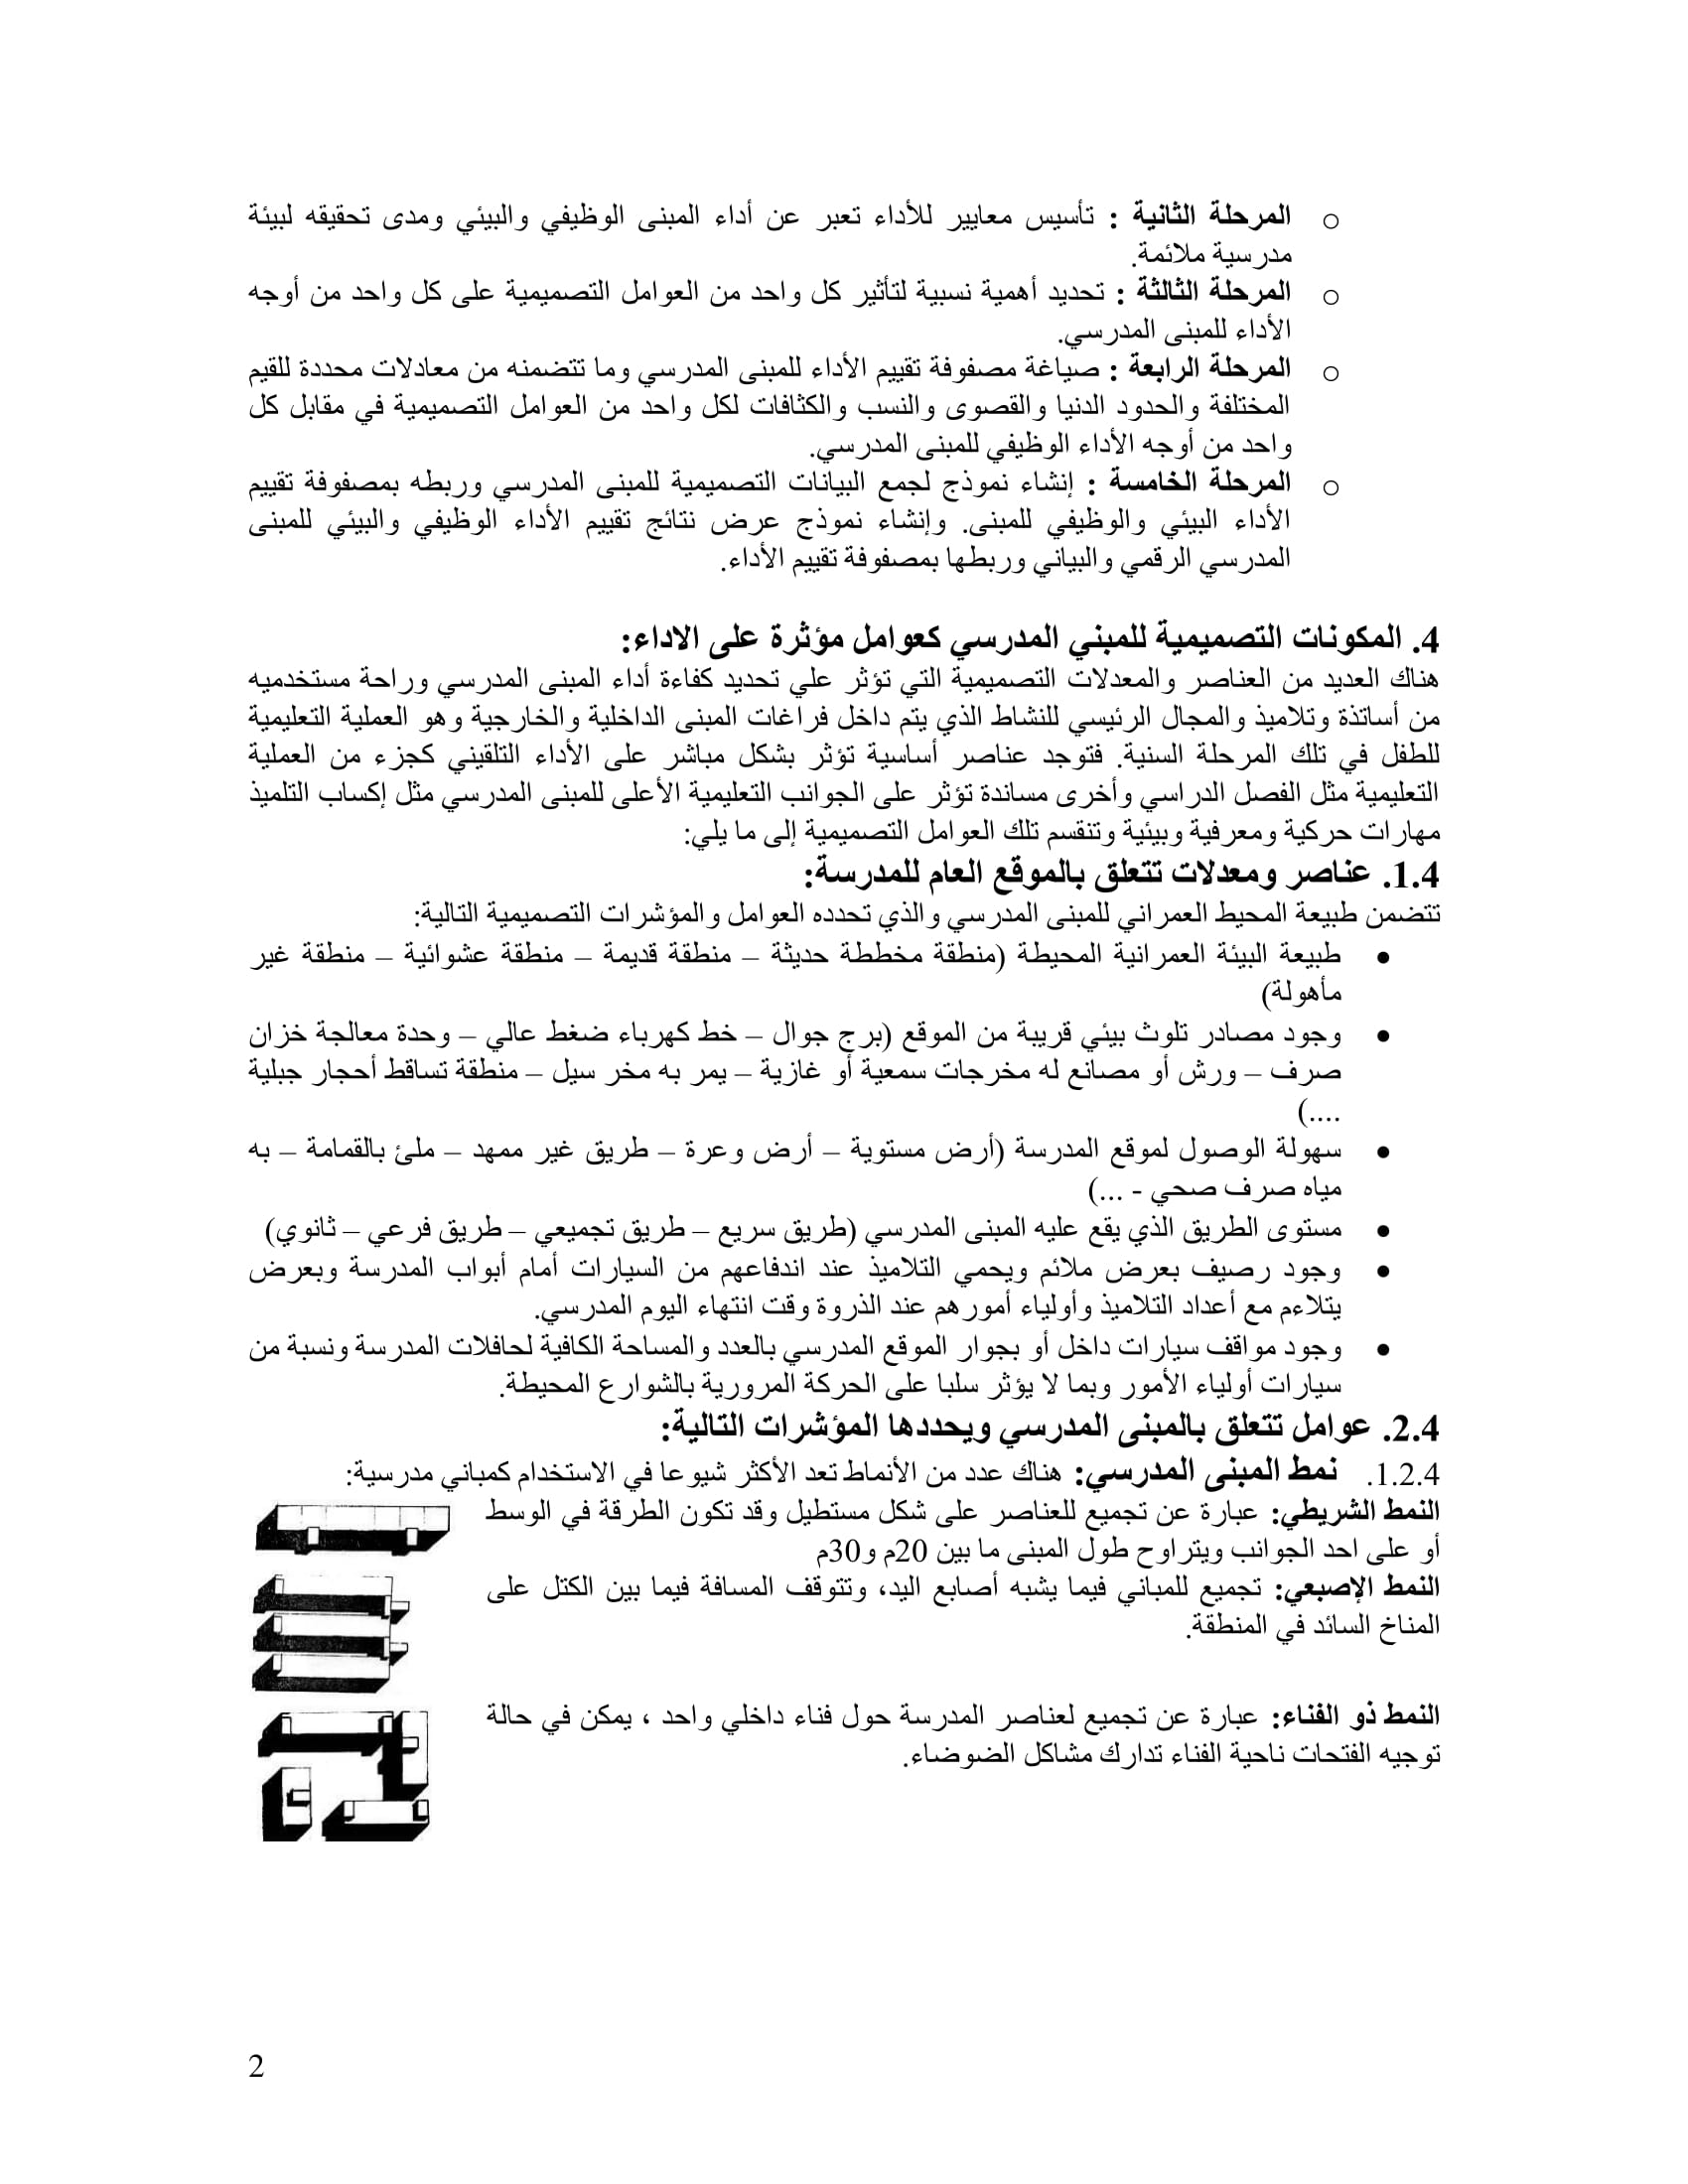 o المرحلة الثانية : تأسيس معايير للأداء تعبر عن أداء المبنى الوظيفي والبيئي ومدى تحقيقه لبيئة
مدرسية ملائمة.
o المرحلة الثالثة : تحديد أهمية نسبية لتأثير كل واحد من العوامل التصميمية على كل واحد من أوجه
الأداء للمبنى المدرسي.
o المرحلة الرابعة : صياغة مصفوفة تقييم الأداء للمبنى المدرسي وما تتضمنه من معادلات محددة للقيم
المختلفة والحدود الدنيا والقصوى والنسب والكثافات لكل واحد من العوامل التصميمية في مقابل كل
واحد من أوجه الأداء الوظيفي للمبنى المدرسي.
o المرحلة الخامسة : إنشاء نموذج لجمع البيانات التصميمية للمبنى المدرسي وربطه بمصفوفة تقييم
الأداء البيئي والوظيفي للمبنى. وإنشاء نموذج عرض نتائج تقييم الأداء الوظيفي والبيئي للمبنى
المدرسي الرقمي والبياني وربطها بمصفوفة تقييم الأداء.
4. المكونات التصميمية للمبني المدرسي كعوامل مؤثرة على الاداء:
هناك العديد من العناصر والمعدلات التصميمية التي تؤثر علي تحديد كفاءة أداء المبنى المدرسي وراحة مستخدميه
من أساتذة وتلاميذ والمجال الرئيسي للنشاط الذي يتم داخل فراغات المبنى الداخلية والخارجية وهو العملية التعليمية
للطفل في تلك المرحلة السنية. فتوجد عناصر أساسية تؤثر بشكل مباشر على الأداء التلقيني كجزء من العملية
التعليمية مثل الفصل الدراسي وأخرى مساندة تؤثر على الجوانب التعليمية الأعلى للمبنى المدرسي مثل إكساب التلميذ
مهارات حركية ومعرفية وبيئية وتنقسم تلك العوامل التصميمية إلى ما يلي:
1.4. عناصر ومعدلات تتعلق بالموقع العام للمدرسة:
تتضمن طبيعة المحيط العمراني للمبنى المدرسي والذي تحدده العوامل والمؤشرات التصميمية التالية:
• طبيعة البيئة العمرانية المحيطة (منطقة مخططة حديثة – منطقة قديمة – منطقة عشوائية – منطقة غير
مأهولة)
• وجود مصادر تلوث بيئي قريبة من الموقع (برج جوال – خط كهرباء ضغط عالي – وحدة معالجة خزان
صرف – ورش أو مصانع له مخرجات سمعية أو غازية – يمر به مخر سيل – منطقة تساقط أحجار جبلية
....)
• سهولة الوصول لموقع المدرسة (أرض مستوية – أرض وعرة – طريق غير ممهد – ملئ بالقمامة – به
مياه صرف صحي - ...)
• مستوى الطريق الذي يقع عليه المبنى المدرسي (طريق سريع – طريق تجميعي – طريق فرعي – ثانوي)
• وجود رصيف بعرض ملائم ويحمي التلاميذ عند اندفاعهم من السيارات أمام أبواب المدرسة وبعرض
يتلاءم مع أعداد التلاميذ وأولياء أمورهم عند الذروة وقت انتهاء اليوم المدرسي.
• وجود مواقف سيارات داخل أو بجوار الموقع المدرسي بالعدد والمساحة الكافية لحافلات المدرسة ونسبة من
سيارات أولياء الأمور وبما لا يؤثر سلبا على الحركة المرورية بالشوارع المحيطة.
2.4. عوامل تتعلق بالمبنى المدرسي ويحددها المؤشرات التالية:
1.2.4. نمط المبنى المدرسي: هناك عدد من الأنماط تعد الأكثر شيوعا في الاستخدام كمباني مدرسية:
النمط الشريطي: عبارة عن تجميع للعناصر على شكل مستطيل وقد تكون الطرقة في الوسط
أو على احد الجوانب ويتراوح طول المبنى ما بين 20م و30م
النمط الإصبعي: تجميع للمباني فيما يشبه أصابع اليد، وتتوقف المسافة فيما بين الكتل على
المناخ السائد في المنطقة.
النمط ذو الفناء: عبارة عن تجميع لعناصر المدرسة حول فناء داخلي واحد ، يمكن في حالة
توجيه الفتحات ناحية الفناء تدارك مشاكل الضوضاء.
2